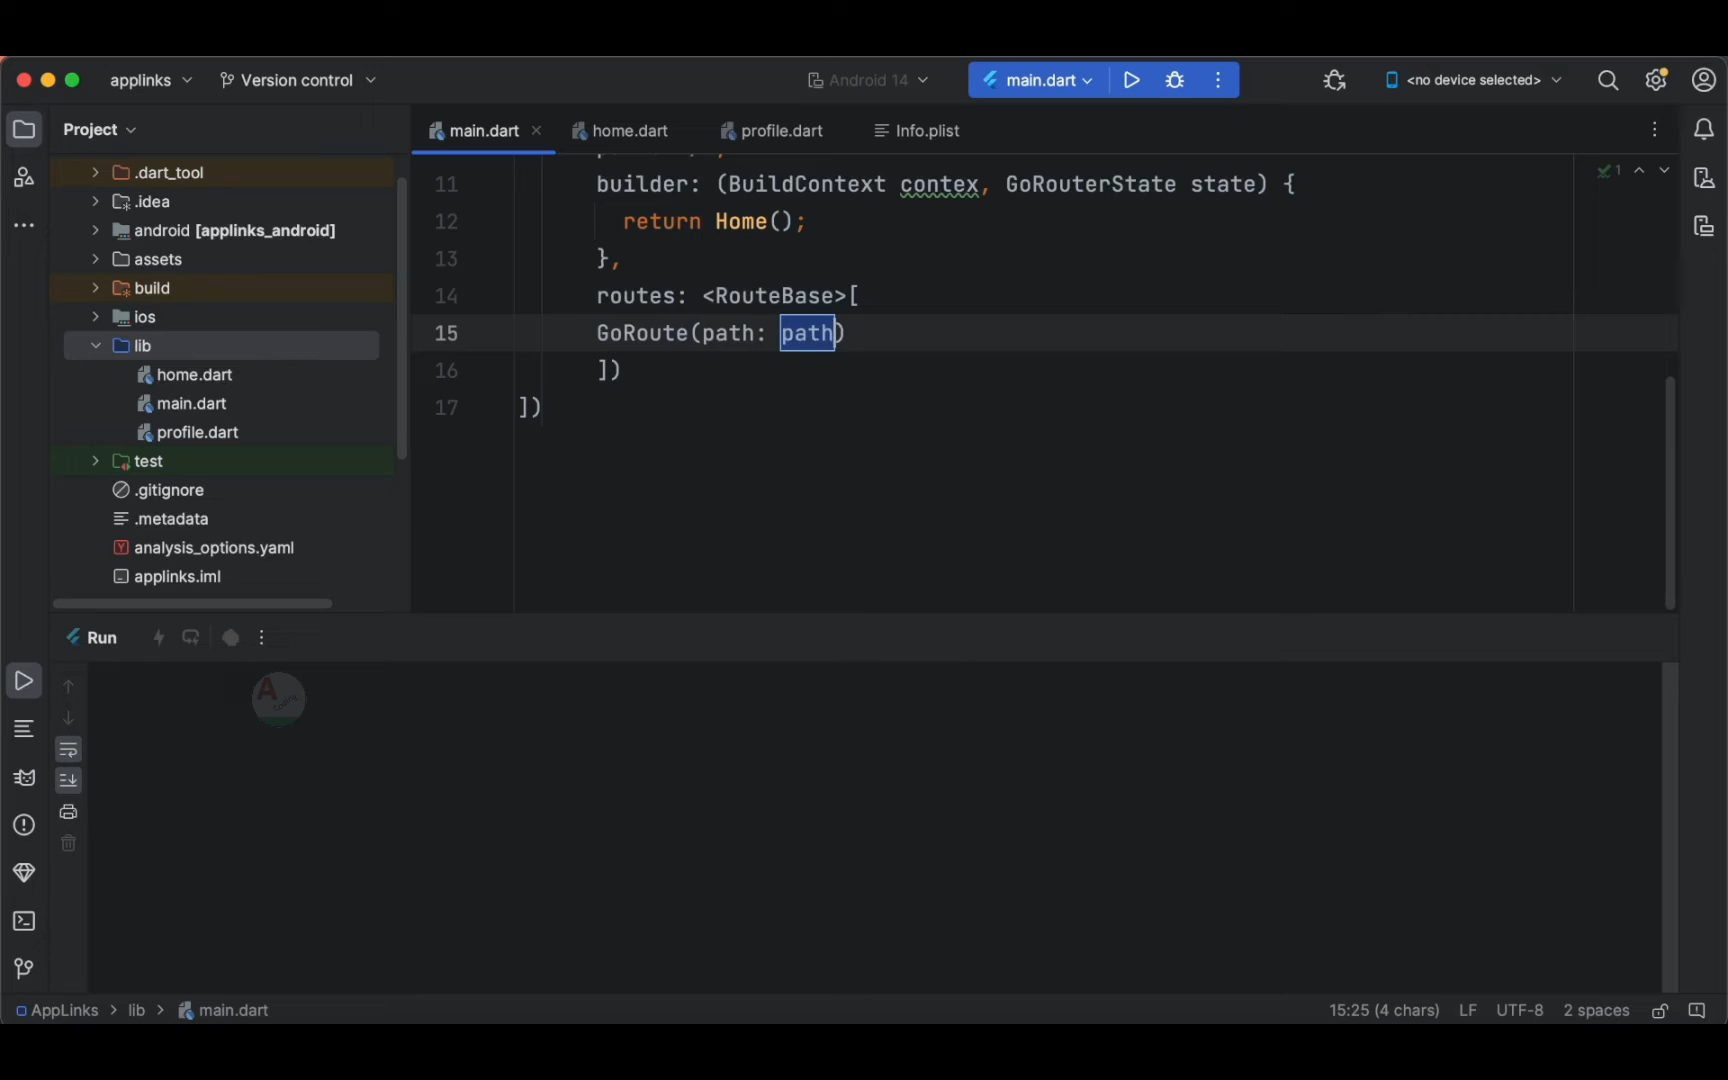 applinks
Version control
Android 14
main.dart
<no device selected>
Project
main.dart
home.dart
profile.dart
Info.plist
.dart_tool
.idea
android [applinks_android]
assets
build
ios
lib
home.dart
main.dart
profile.dart
test
.gitignore
.metadata
analysis_options.yaml
applinks.iml
1
11 builder: (BuildContext contex, GoRouterState state) {
12 return Home();
13 },
14 routes: <RouteBase>[
15 GoRoute(path: path)
16 ])
17 ])
Run
A
AppLinks > lib > main.dart
15:25 (4 chars)
LF
UTF-8
2 spaces